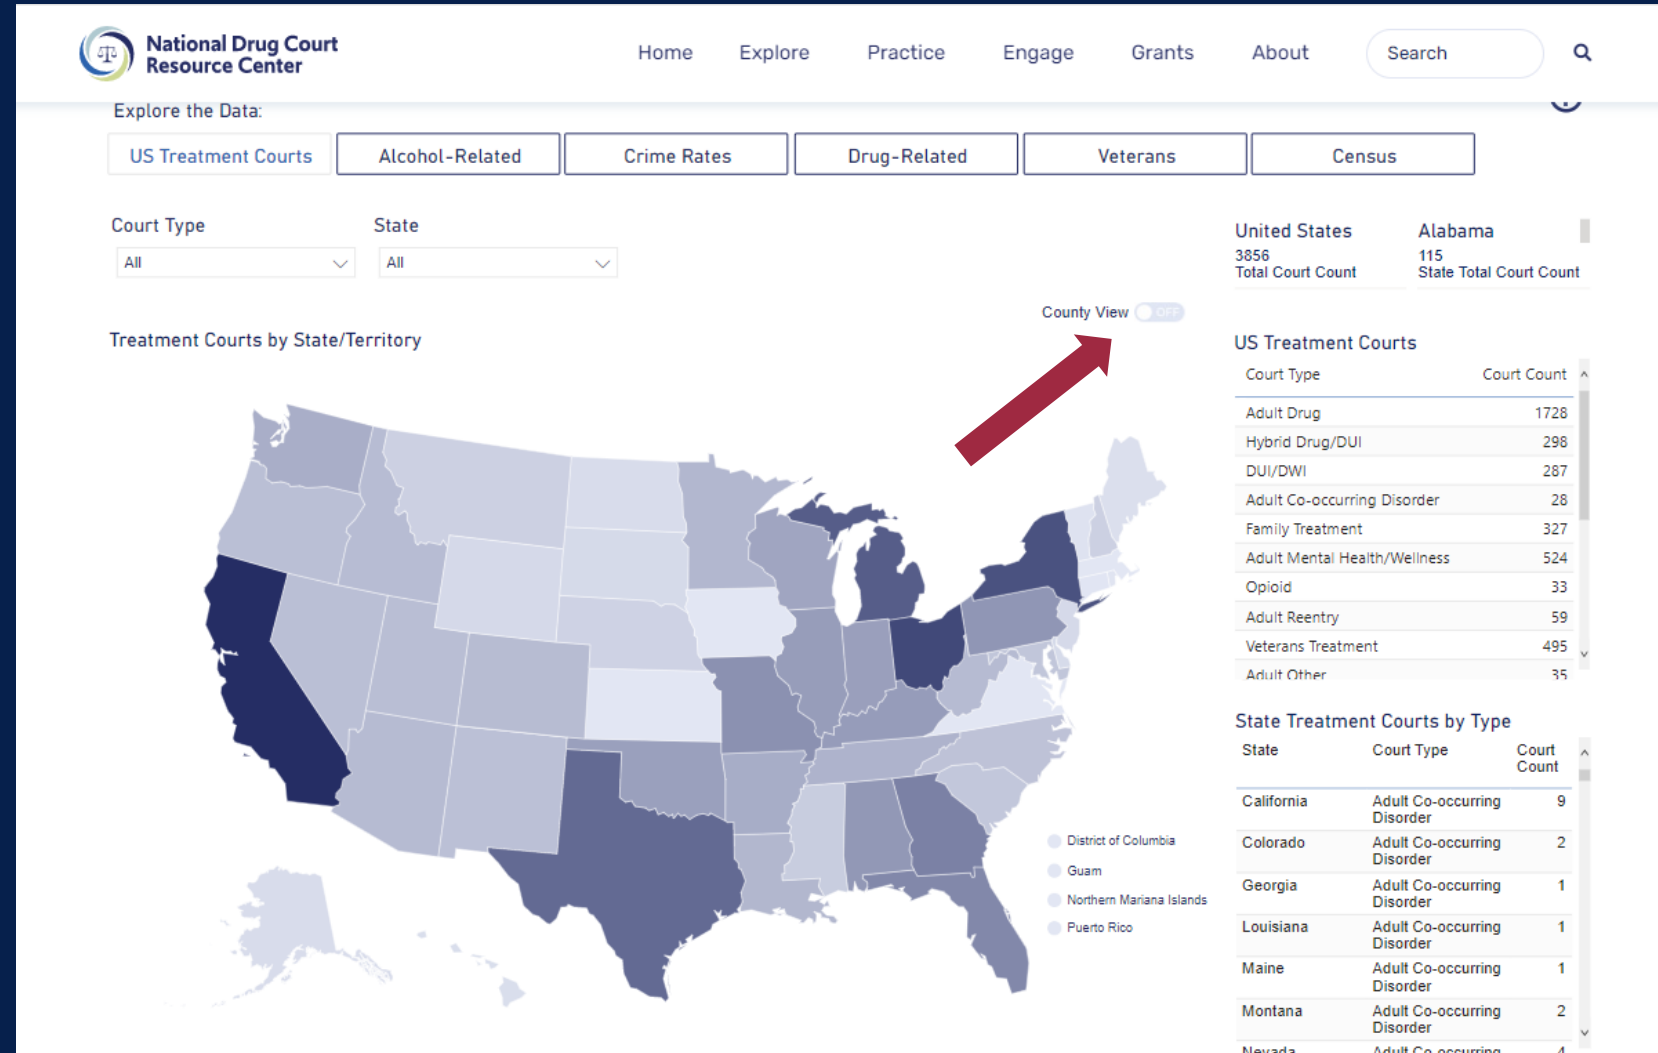 National Drug Court
Resource Center
Home Explore Practice Engage Grants About Search
Explore the Data:
US Treatment Courts Alcohol-Related Crime Rates Drug-Related Veterans Census
Court Type State
All All
United States Alabama
3856 115
Total Court Count State Total Court Count
County View OFF
Treatment Courts by State/Territory
US Treatment Courts
Court Type Court Count
Adult Drug 1728
Hybrid Drug/DUI 298
DUI/DWI 287
Adult Co-occurring Disorder 28
Family Treatment 327
Adult Mental Health/Wellness 524
Opioid 33
Adult Reentry 59
Veterans Treatment 495
Adult Other 35
District of Columbia
Guam
Northern Mariana Islands
Puerto Rico
State Treatment Courts by Type
State Court Type Court
Count
California Adult Co-occurring 9
Disorder
Colorado Adult Co-occurring 2
Disorder
Georgia Adult Co-occurring 1
Disorder
Louisiana Adult Co-occurring 1
Disorder
Maine Adult Co-occurring 1
Disorder
Montana Adult Co-occurring 2
Disorder
Nevada Adult Co-occurring 4